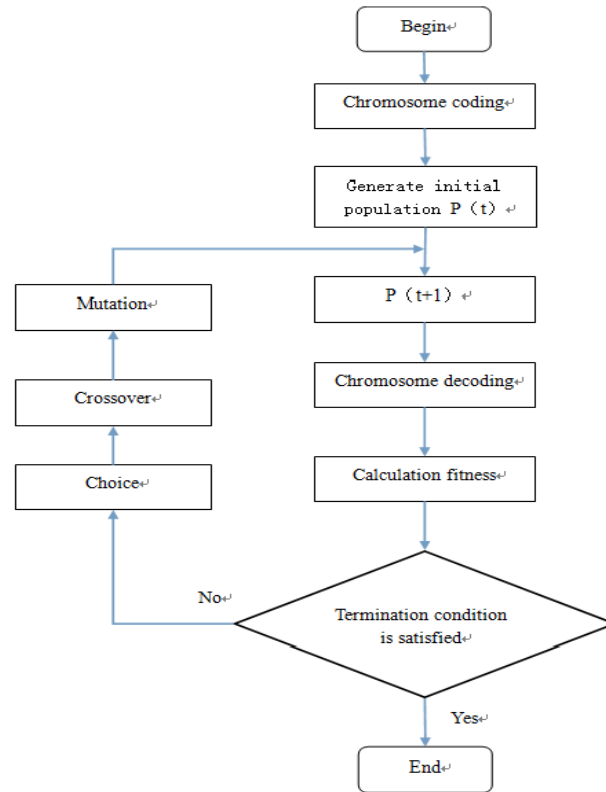 Begin↵
Chromosome coding↵
Generate initial
population P（t）↵
P（t+1）↵
Mutation↵
Chromosome decoding↵
Crossover↵
Calculation fitness↵
Choice↵
No↵
Termination condition
is satisfied↵
Yes↵
End↵